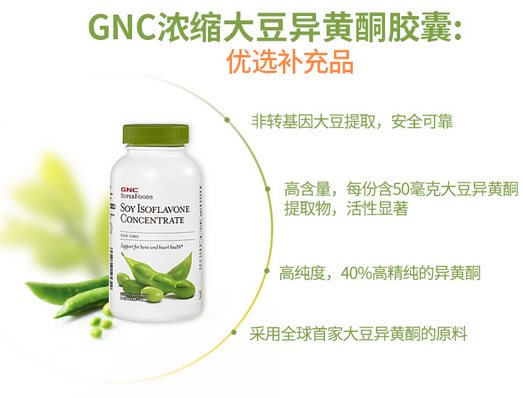 GNC浓缩大豆异黄酮胶囊:
优选补充品
非转基因大豆提取，安全可靠
高含量，每份含50毫克大豆异黄酮
提取物，活性显著
高纯度，40%高精纯的异黄酮
采用全球首家大豆异黄酮的原料
GNC
SUPERFOODS
SOY ISOFLAVONE
CONCENTRATE
NON-GMO
Support for bone and heart health*